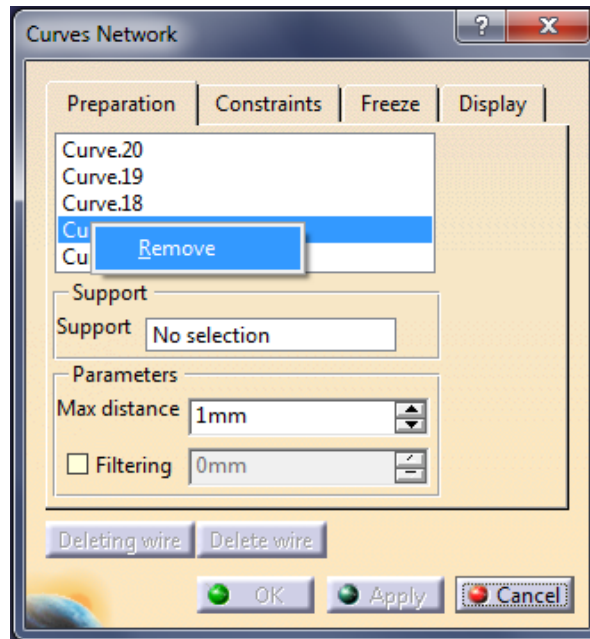 Curves Network ? X
Preparation Constraints Freeze Display
Curve.20
Curve.19
Curve.18
Cu
Remove
Cu
Support
Support No selection
Parameters
Max distance 1mm
Filtering 0mm
Deleting wire Delete wire
OK Apply Cancel